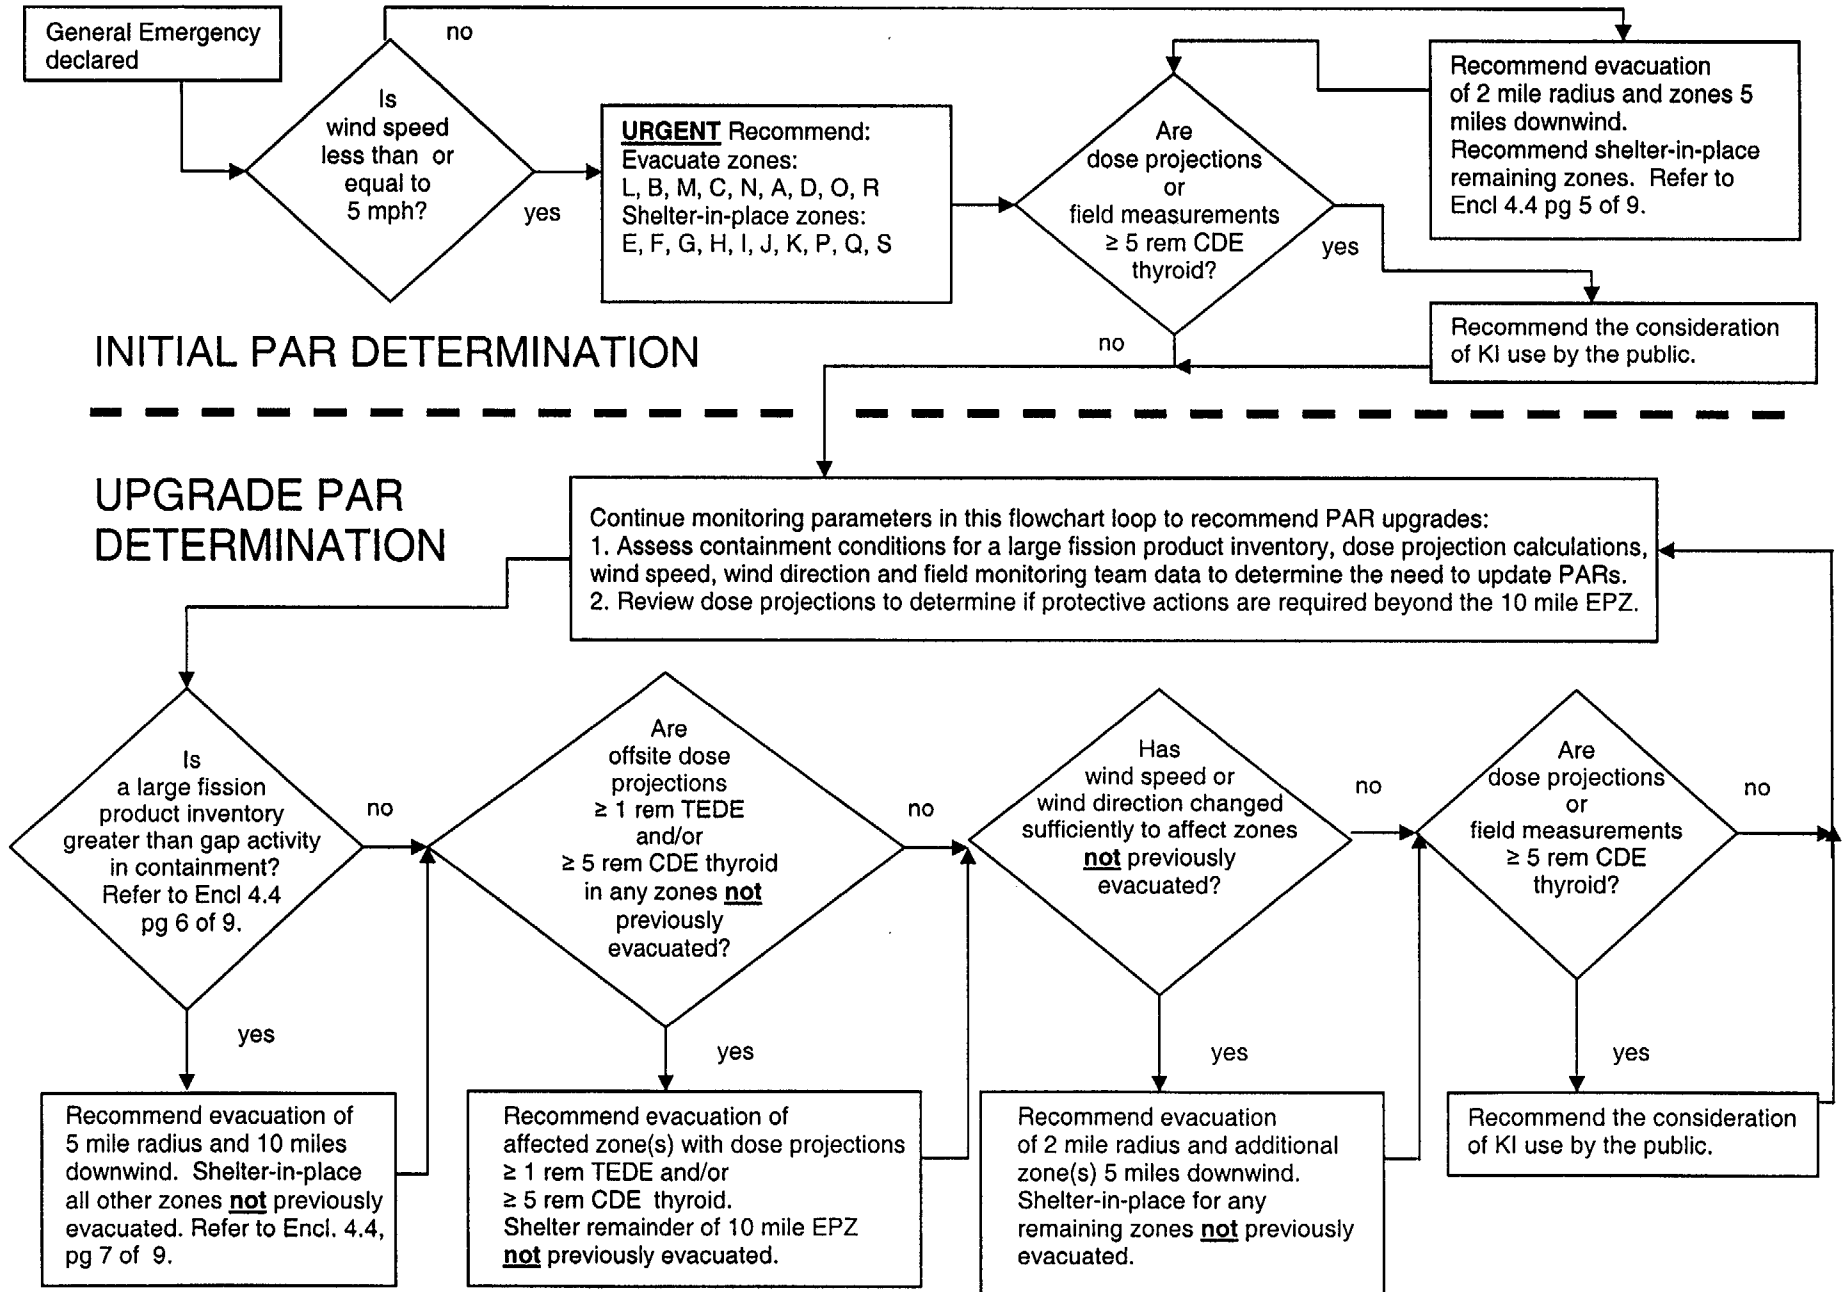 General Emergency
declared
no
Is
wind speed
less than or
equal to
5 mph?
yes
URGENT Recommend:
Evacuate zones:
L, B, M, C, N, A, D, O, R
Shelter-in-place zones:
E, F, G, H, I, J, K, P, Q, S
Are
dose projections
or
field measurements
≥ 5 rem CDE
thyroid?
yes
no
Recommend evacuation
of 2 mile radius and zones 5
miles downwind.
Recommend shelter-in-place
remaining zones. Refer to
Encl 4.4 pg 5 of 9.
Recommend the consideration
of KI use by the public.
INITIAL PAR DETERMINATION
UPGRADE PAR
DETERMINATION
Continue monitoring parameters in this flowchart loop to recommend PAR upgrades:
1. Assess containment conditions for a large fission product inventory, dose projection calculations,
wind speed, wind direction and field monitoring team data to determine the need to update PARs.
2. Review dose projections to determine if protective actions are required beyond the 10 mile EPZ.
Is
a large fission
product inventory
greater than gap activity
in containment?
Refer to Encl 4.4
pg 6 of 9.
no
yes
Recommend evacuation of
5 mile radius and 10 miles
downwind. Shelter-in-place
all other zones not previously
evacuated. Refer to Encl. 4.4,
pg 7 of 9.
Are
offsite dose
projections
≥ 1 rem TEDE
and/or
≥ 5 rem CDE thyroid
in any zones not
previously
evacuated?
no
yes
Recommend evacuation of
affected zone(s) with dose projections
≥ 1 rem TEDE and/or
≥ 5 rem CDE thyroid.
Shelter remainder of 10 mile EPZ
not previously evacuated.
Has
wind speed or
wind direction changed
sufficiently to affect zones
not previously
evacuated?
no
yes
Recommend evacuation
of 2 mile radius and additional
zone(s) 5 miles downwind.
Shelter-in-place for any
remaining zones not previously
evacuated.
Are
dose projections
or
field measurements
≥ 5 rem CDE
thyroid?
no
yes
Recommend the consideration
of KI use by the public.